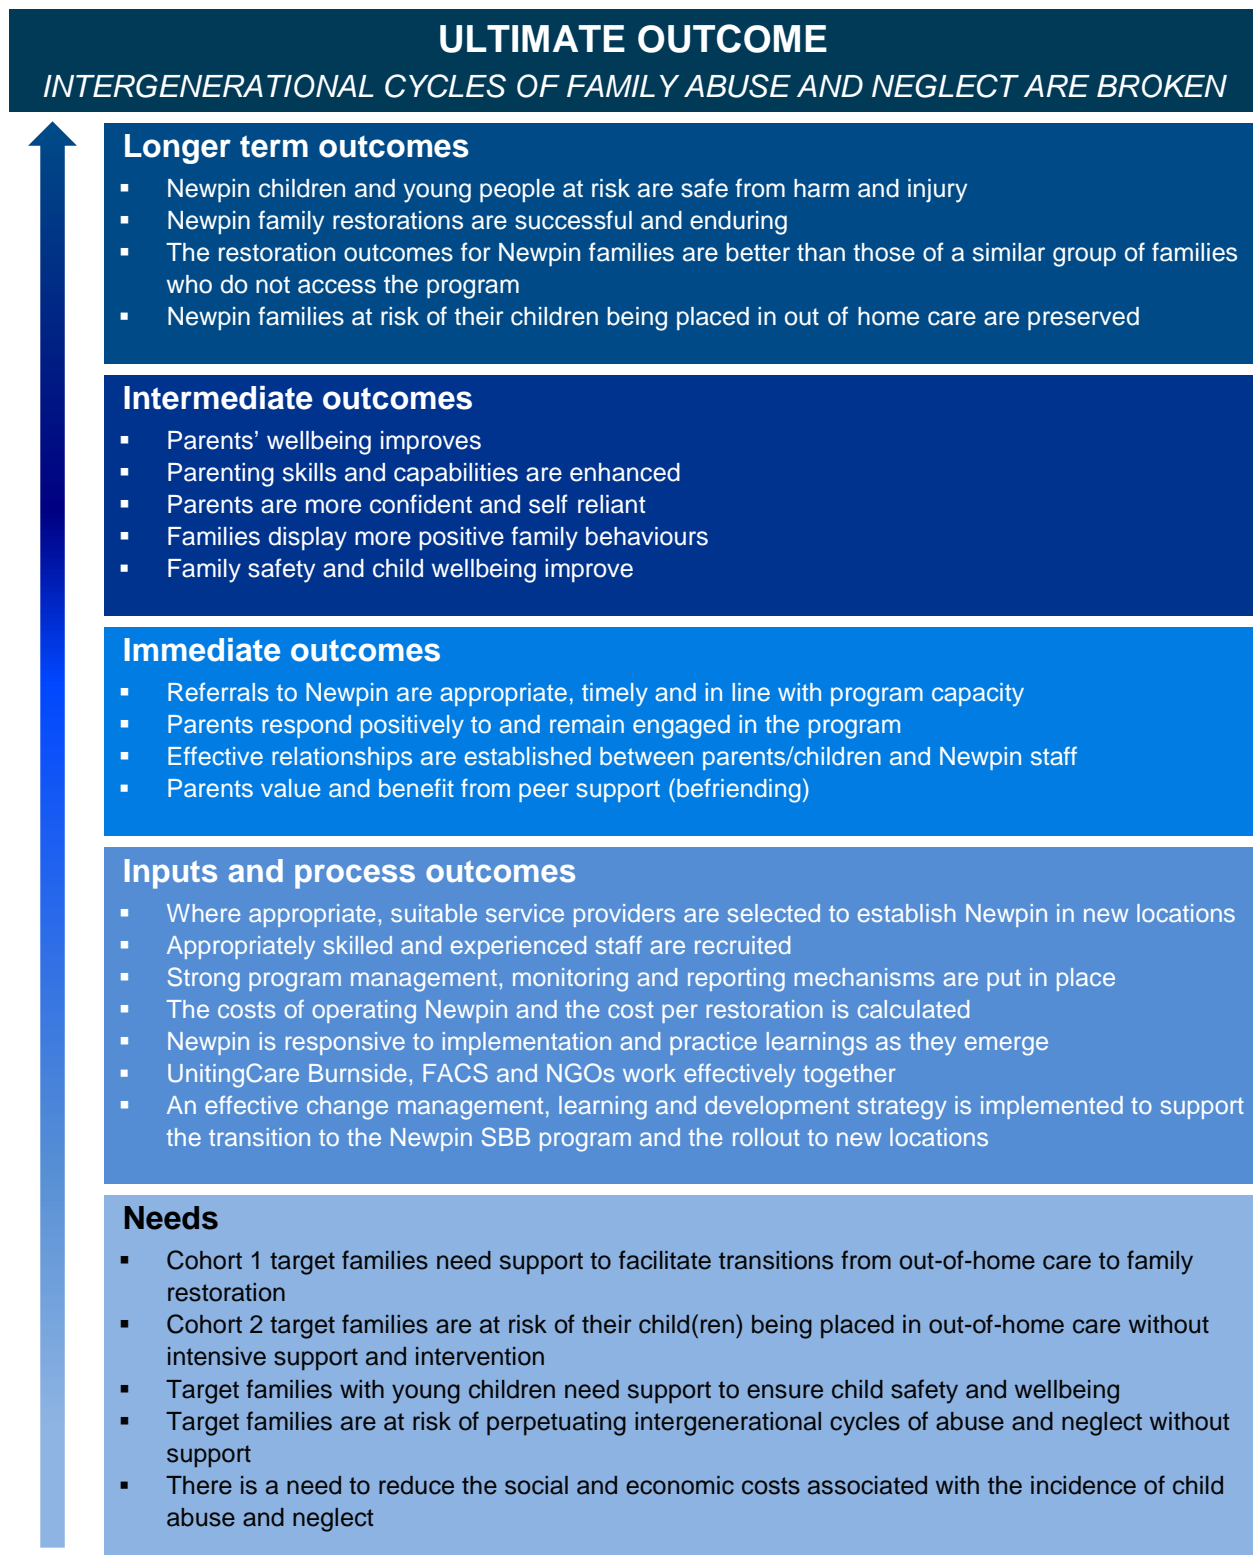 ULTIMATE OUTCOME
INTERGENERATIONAL CYCLES OF FAMILY ABUSE AND NEGLECT ARE BROKEN
Longer term outcomes
▪ Newpin children and young people at risk are safe from harm and injury
▪ Newpin family restorations are successful and enduring
▪ The restoration outcomes for Newpin families are better than those of a similar group of families
who do not access the program
▪ Newpin families at risk of their children being placed in out of home care are preserved
Intermediate outcomes
▪ Parents’ wellbeing improves
▪ Parenting skills and capabilities are enhanced
▪ Parents are more confident and self reliant
▪ Families display more positive family behaviours
▪ Family safety and child wellbeing improve
Immediate outcomes
▪ Referrals to Newpin are appropriate, timely and in line with program capacity
▪ Parents respond positively to and remain engaged in the program
▪ Effective relationships are established between parents/children and Newpin staff
▪ Parents value and benefit from peer support (befriending)
Inputs and process outcomes
▪ Where appropriate, suitable service providers are selected to establish Newpin in new locations
▪ Appropriately skilled and experienced staff are recruited
▪ Strong program management, monitoring and reporting mechanisms are put in place
▪ The costs of operating Newpin and the cost per restoration is calculated
▪ Newpin is responsive to implementation and practice learnings as they emerge
▪ UnitingCare Burnside, FACS and NGOs work effectively together
▪ An effective change management, learning and development strategy is implemented to support
the transition to the Newpin SBB program and the rollout to new locations
Needs
▪ Cohort 1 target families need support to facilitate transitions from out-of-home care to family
restoration
▪ Cohort 2 target families are at risk of their child(ren) being placed in out-of-home care without
intensive support and intervention
▪ Target families with young children need support to ensure child safety and wellbeing
▪ Target families are at risk of perpetuating intergenerational cycles of abuse and neglect without
support
▪ There is a need to reduce the social and economic costs associated with the incidence of child
abuse and neglect